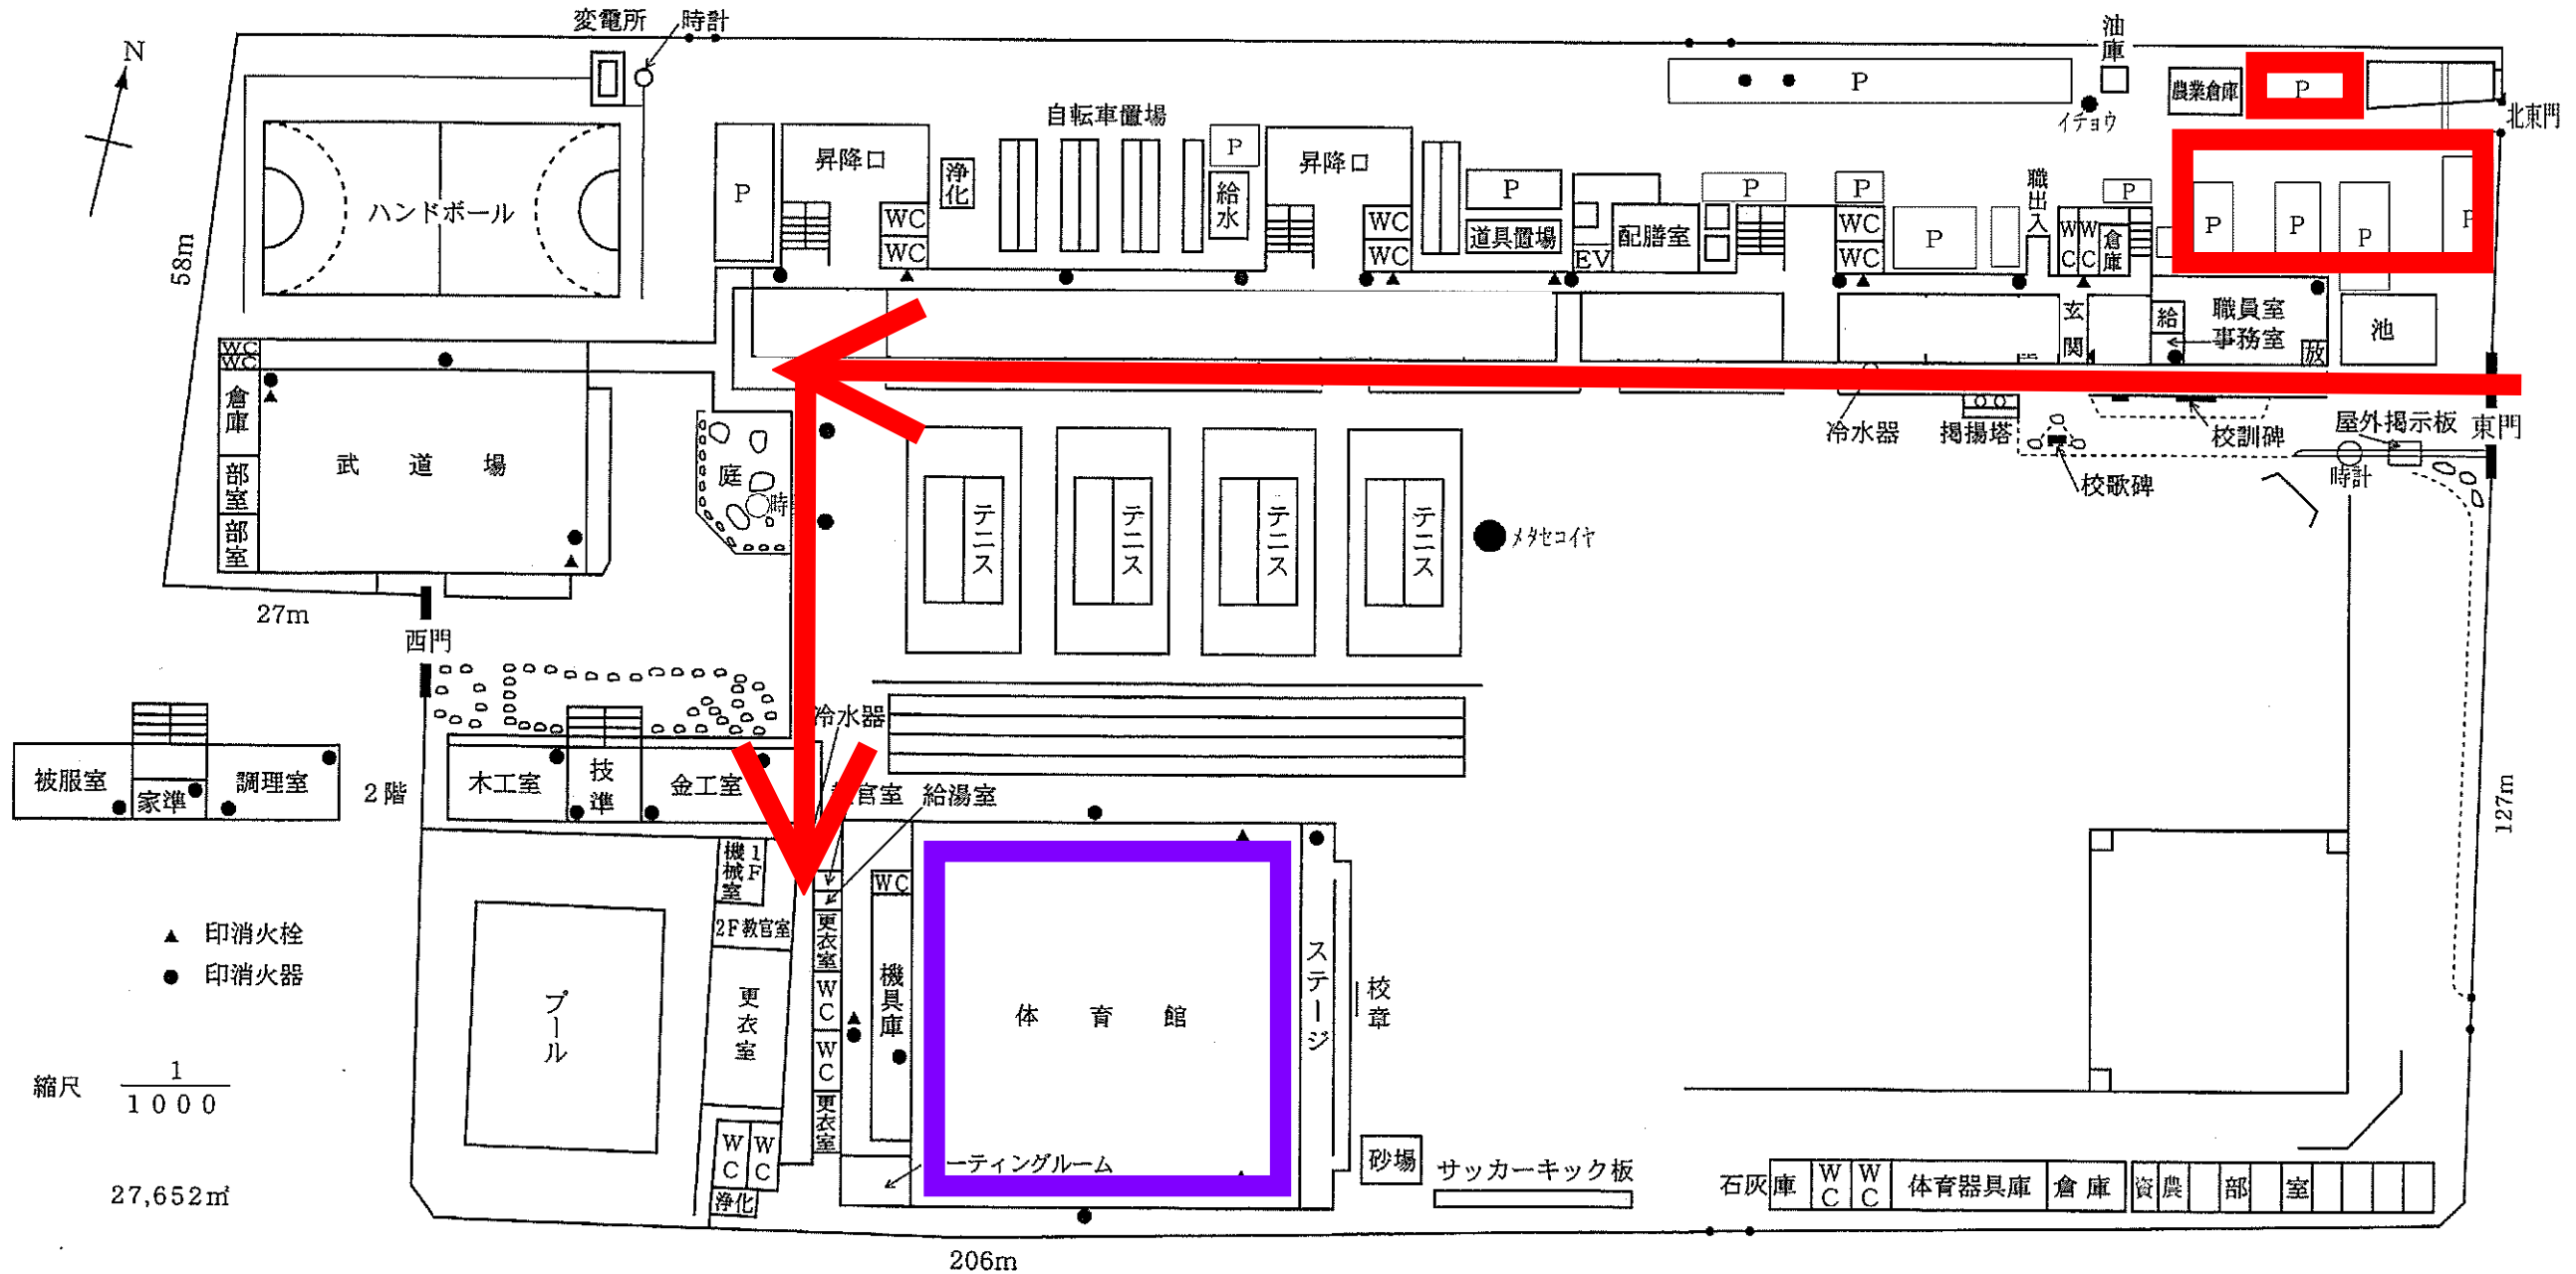 変電所
時計
油庫
N
P
農業倉庫
P
北東門
イチョウ
自転車置場
昇降口
浄化
P
給水
昇降口
P
WC
WC
WC
WC
P
道具置場
EV
配膳室
P
P
WC
WC
P
職出入
P
WC
WC
倉庫
P
P
P
P
ハンドボール
58m
玄関
給
職員室
事務室
放
池
WC
WC
倉庫
部室
部室
武道場
庭
時
テニス
テニス
テニス
テニス
メタセコイヤ
冷水器
掲揚塔
校訓碑
校歌碑
屋外掲示板
時計
東門
27m
西門
冷水器
被服室
家準
調理室
2階
木工室
技準
金工室
官室
給湯室
127m
機械室
1F
2F教官室
更衣室
WC
WC
更衣室
WC
機具庫
体育館
ステージ
校章
プール
更衣室
WC
WC
浄化
ーティングルーム
砂場
サッカーキック板
石灰庫
WC
WC
体育器具庫
倉庫
資
農
部
室
▲ 印消火栓
● 印消火器
縮尺 1/1000
27,652㎡
206m